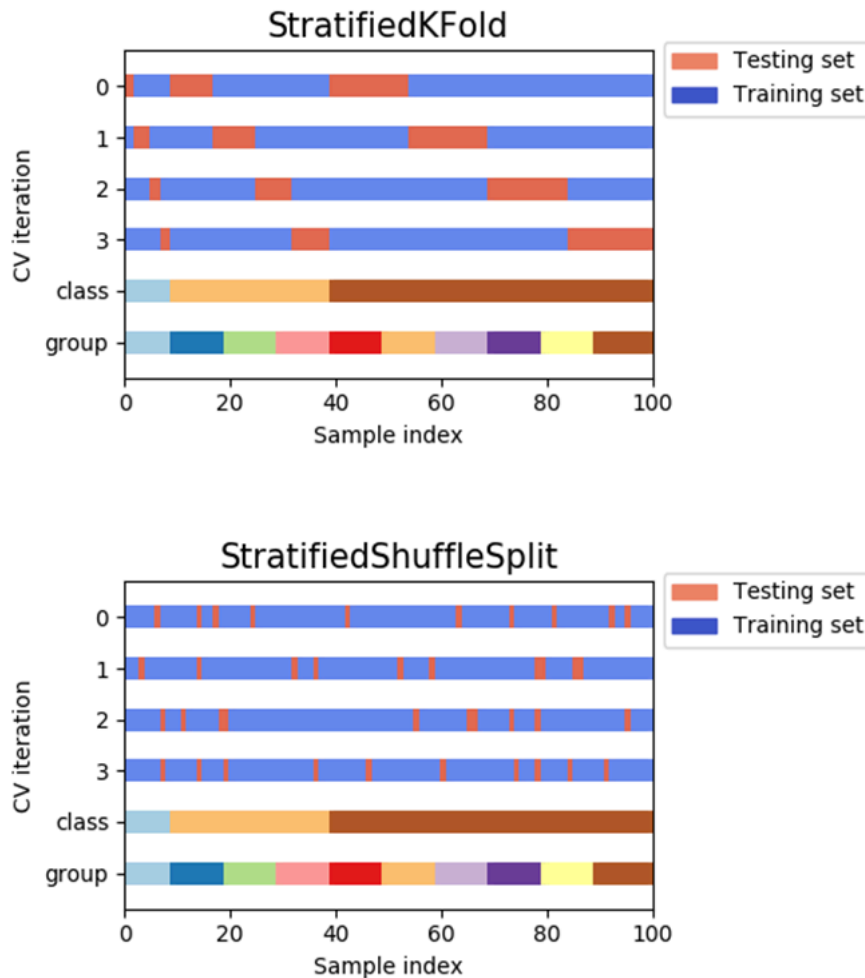 StratifiedKFold
Testing set
Training set
0
1
2
3
class
group
CV iteration
0 20 40 60 80 100
Sample index
StratifiedShuffleSplit
Testing set
Training set
0
1
2
3
class
group
CV iteration
0 20 40 60 80 100
Sample index